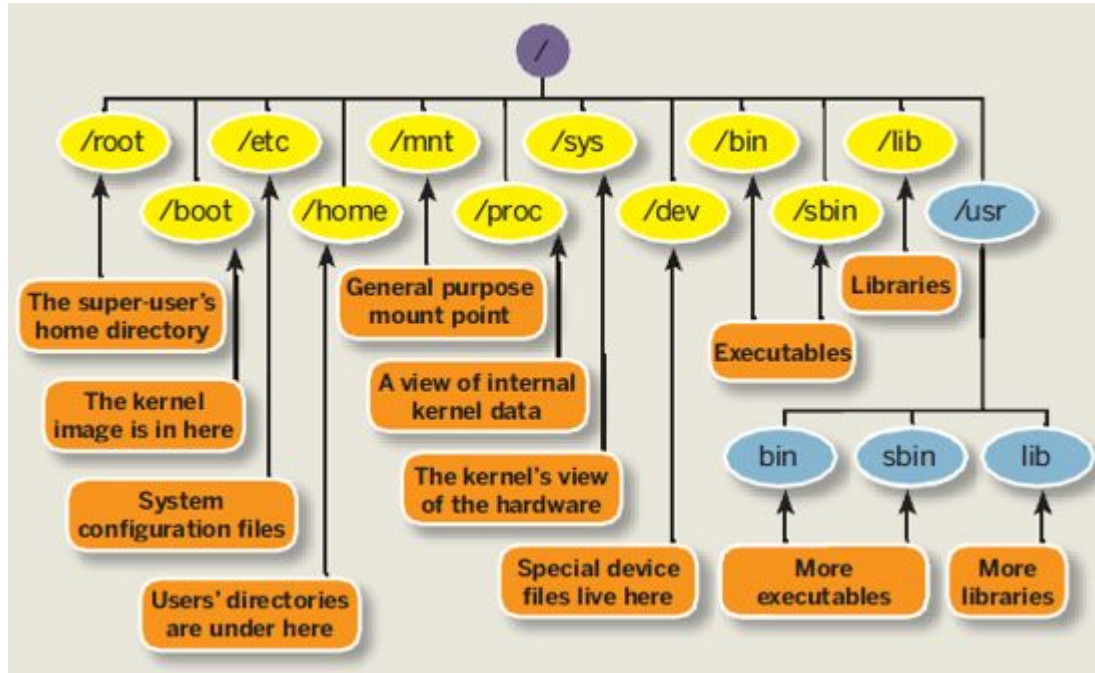 /
/root
/etc
/mnt
/sys
/bin
/lib
/boot
/home
/proc
/dev
/sbin
/usr
The super-user's
home directory
General purpose
mount point
Libraries
Executables
The kernel
image is in here
A view of internal
kernel data
bin
sbin
lib
System
configuration files
The kernel's view
of the hardware
Users' directories
are under here
Special device
files live here
More
executables
More
libraries